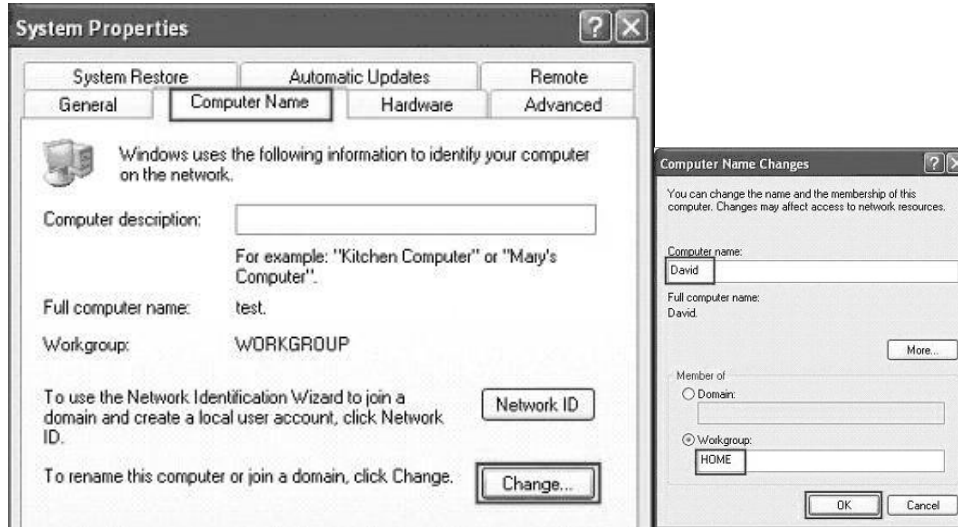 System Properties
System Restore Automatic Updates Remote
General Computer Name Hardware Advanced
Windows uses the following information to identify your computer
on the network.
Computer description:
For example: "Kitchen Computer" or "Mary's
Computer".
Full computer name: test.
Workgroup: WORKGROUP
To use the Network Identification Wizard to join a
domain and create a local user account, click Network
ID.
Network ID
To rename this computer or join a domain, click Change.
Change...
Computer Name Changes
You can change the name and the membership of this
computer. Changes may affect access to network resources.
Computer name:
David
Full computer name:
David.
More...
Member of
Domain:
Workgroup:
HOME
OK Cancel